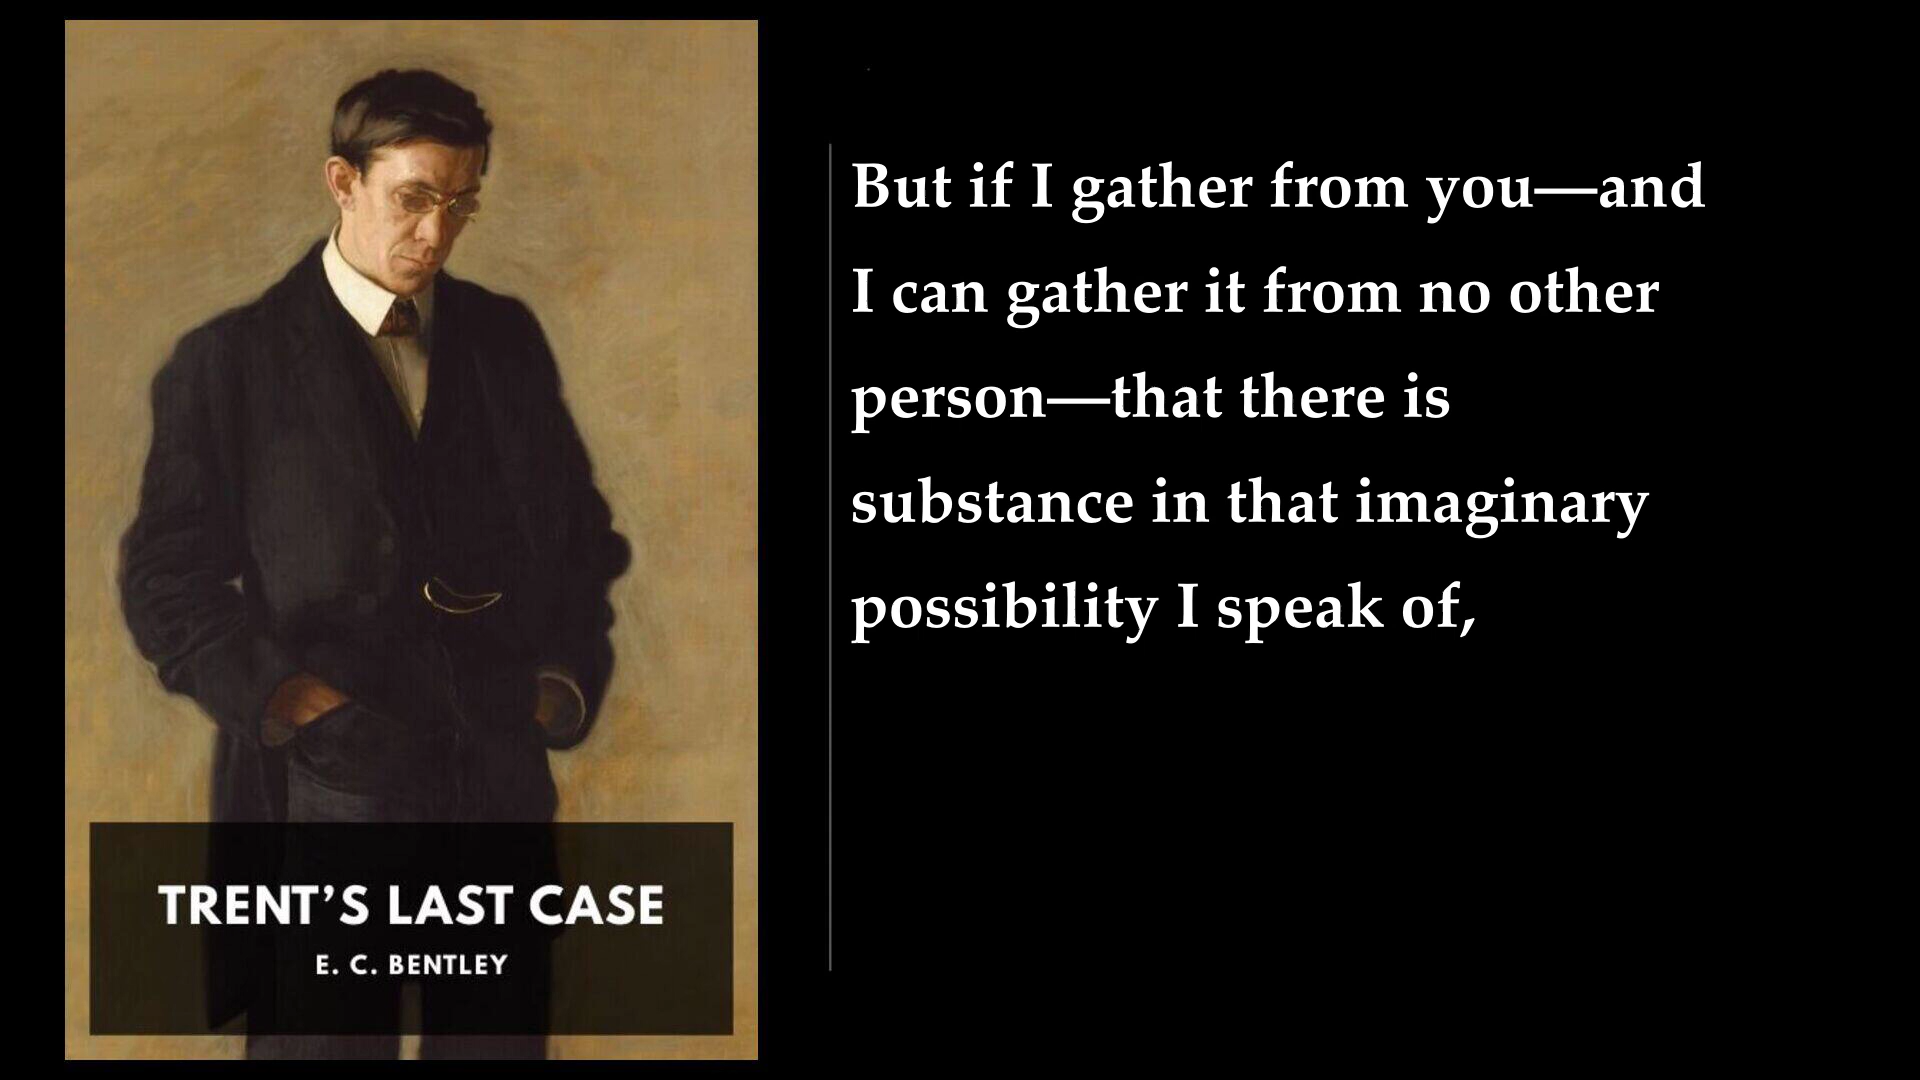 But if I gather from you—and
I can gather it from no other
person—that there is
substance in that imaginary
possibility I speak of,
TRENT’S LAST CASE
E. C. BENTLEY